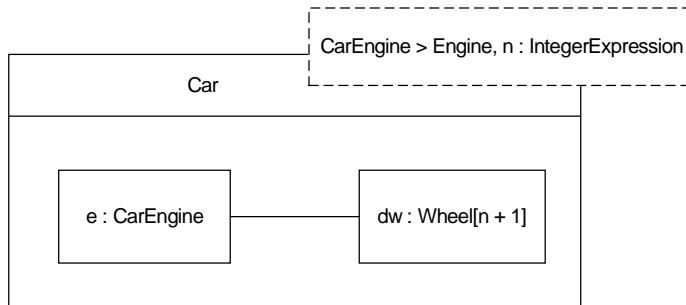 CarEngine > Engine, n : IntegerExpression
Car
e : CarEngine
dw : Wheel[n + 1]